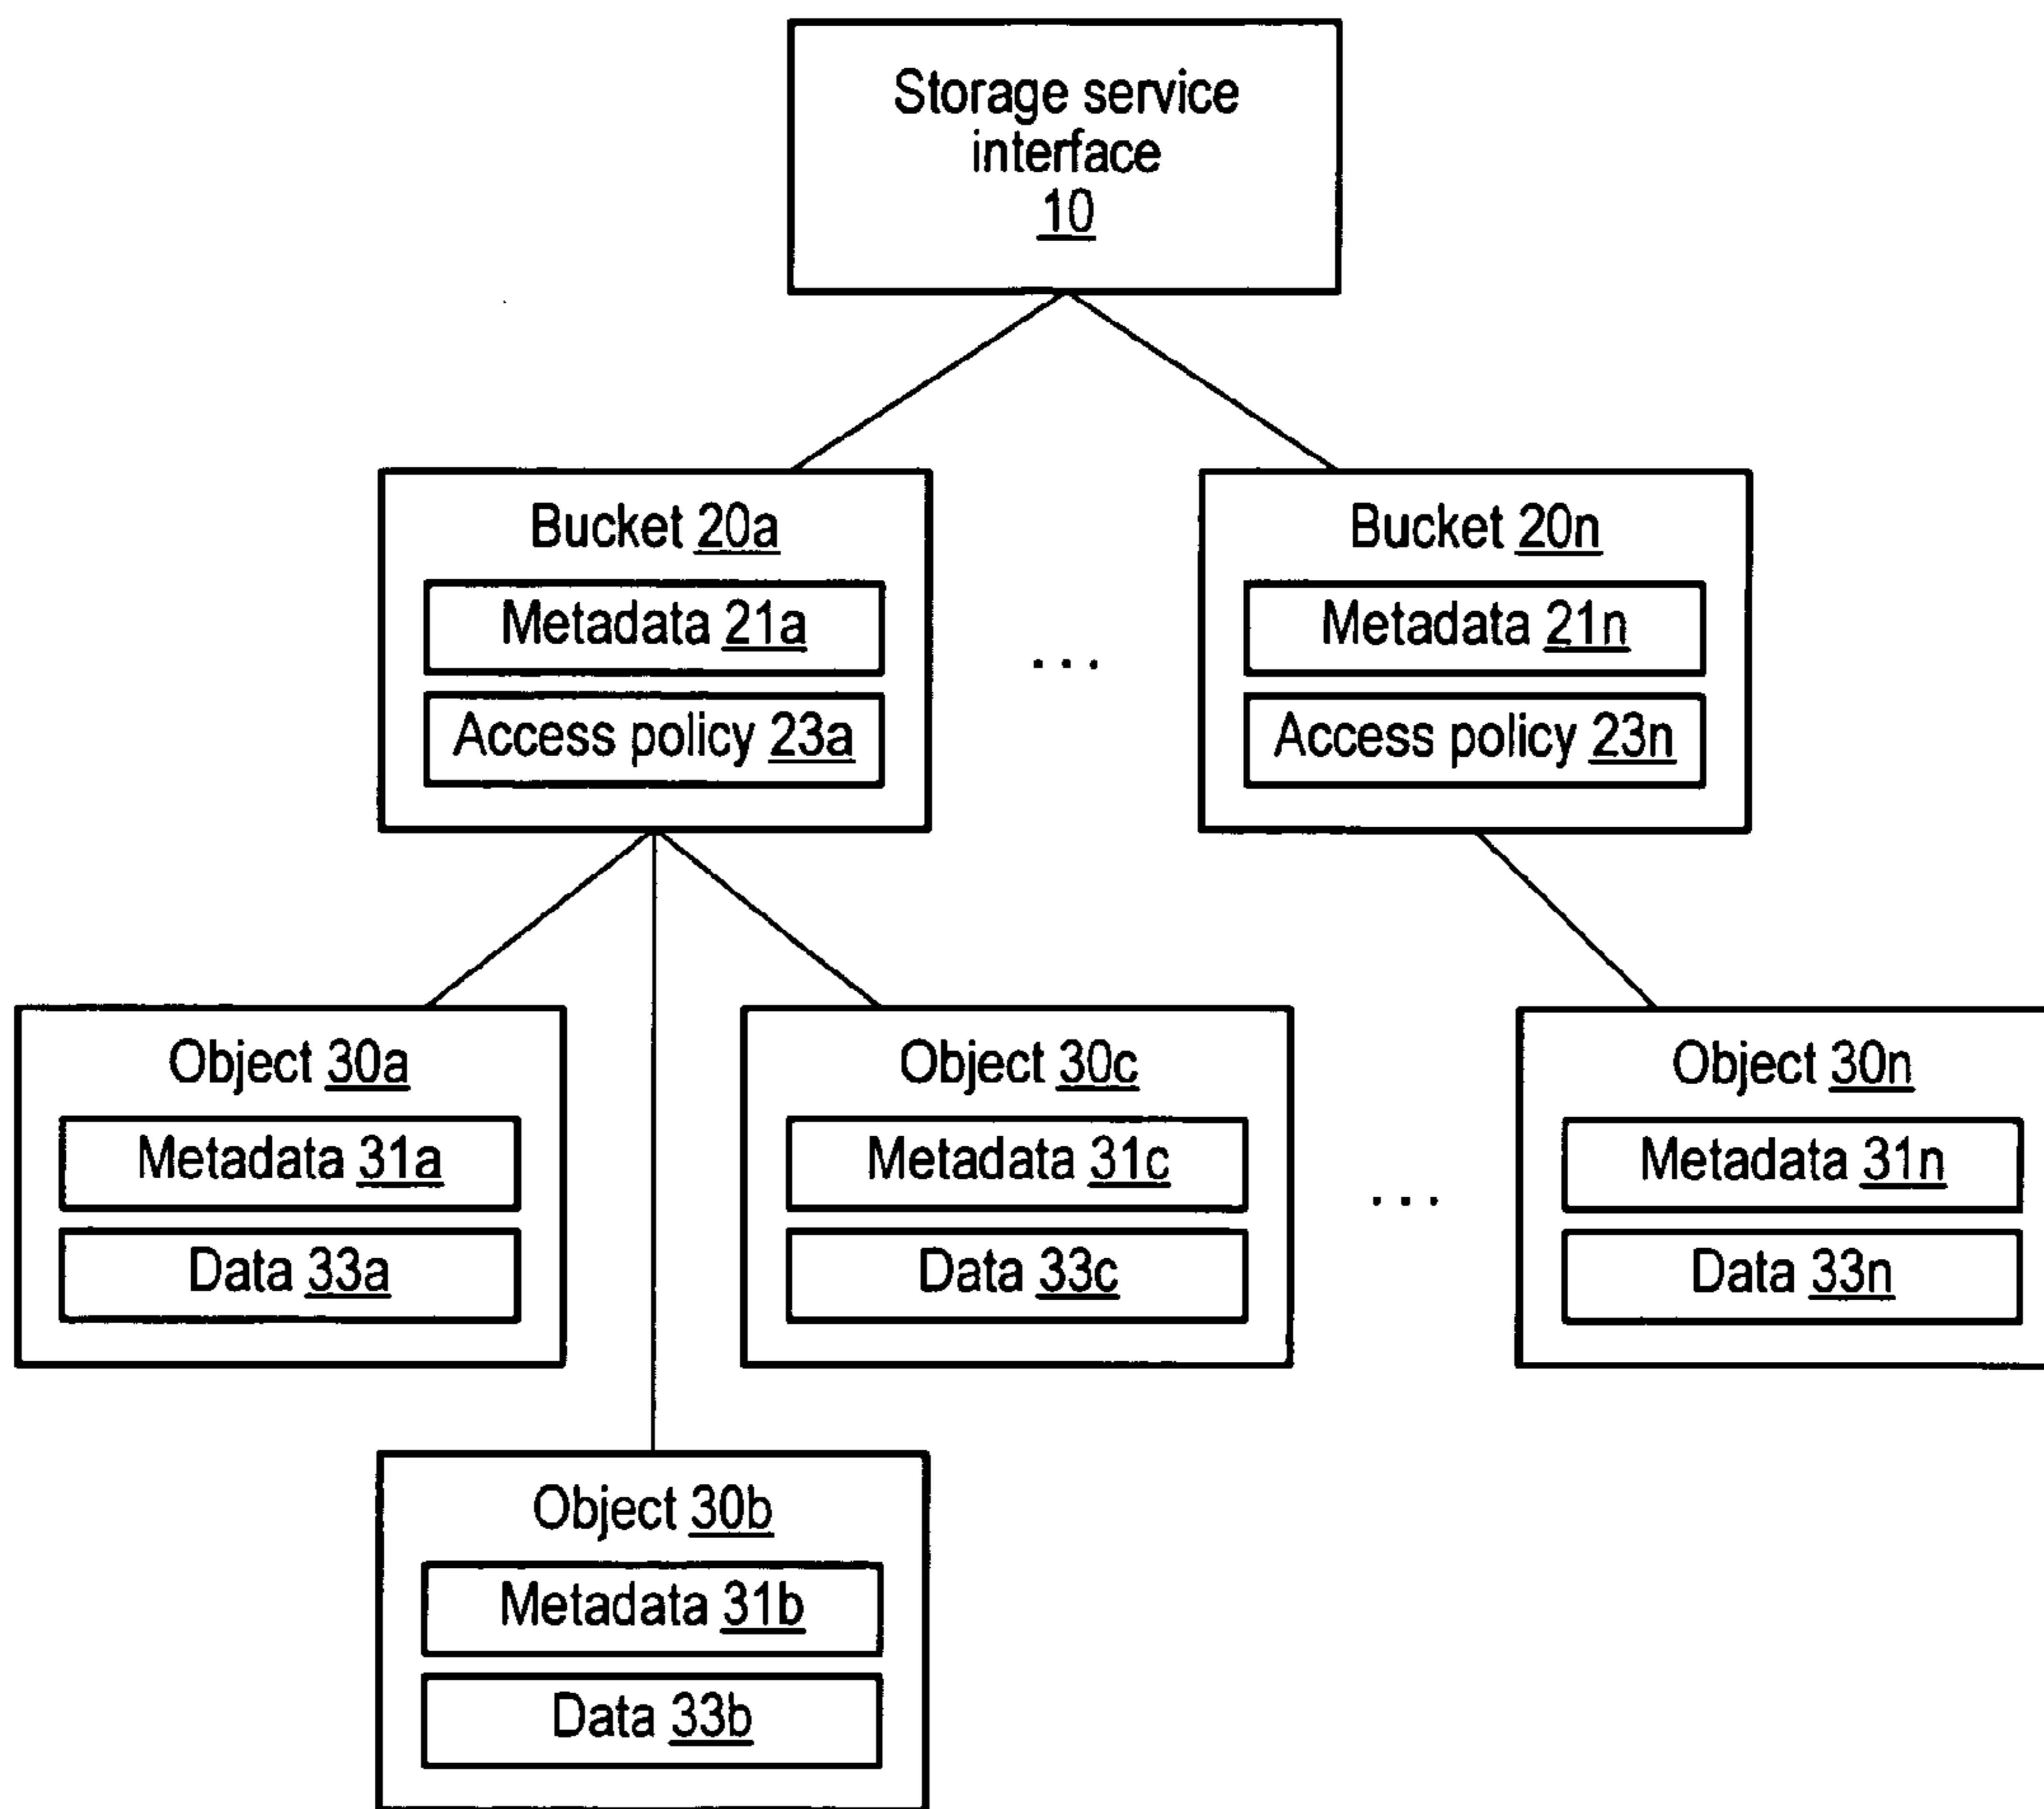 Storage service
interface
10
Bucket 20a
Metadata 21a
Access policy 23a
...
Bucket 20n
Metadata 21n
Access policy 23n
Object 30a
Metadata 31a
Data 33a
Object 30c
Metadata 31c
Data 33c
...
Object 30n
Metadata 31n
Data 33n
Object 30b
Metadata 31b
Data 33b